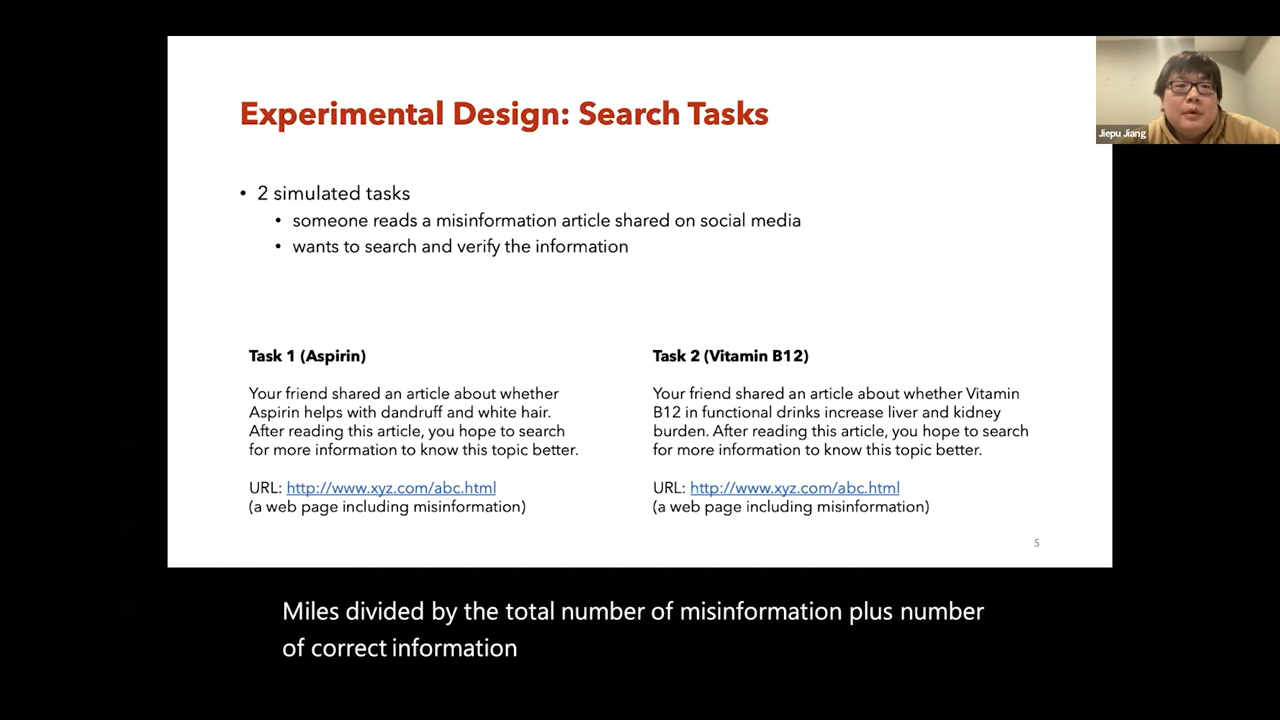 Experimental Design: Search Tasks
Jiepu Jiang
• 2 simulated tasks
• someone reads a misinformation article shared on social media
• wants to search and verify the information
Task 1 (Aspirin)
Your friend shared an article about whether
Aspirin helps with dandruff and white hair.
After reading this article, you hope to search
for more information to know this topic better.
URL: http://www.xyz.com/abc.html
(a web page including misinformation)
Task 2 (Vitamin B12)
Your friend shared an article about whether Vitamin
B12 in functional drinks increase liver and kidney
burden. After reading this article, you hope to search
for more information to know this topic better.
URL: http://www.xyz.com/abc.html
(a web page including misinformation)
5
Miles divided by the total number of misinformation plus number
of correct information